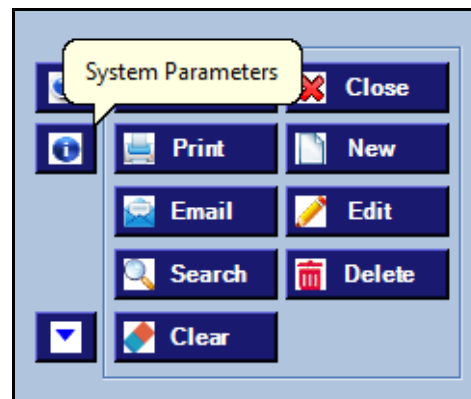 System Parameters
Close
Print
New
Email
Edit
Search
Delete
Clear